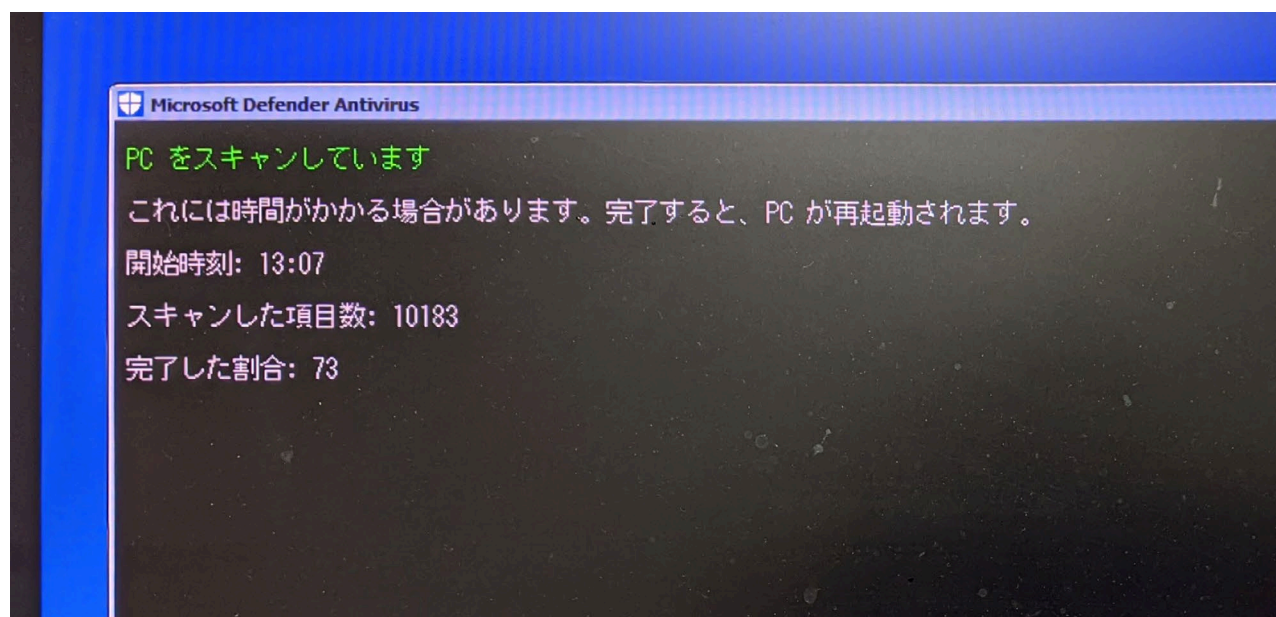 Microsoft Defender Antivirus
PC をスキャンしています
これには時間がかかる場合があります。完了すると、PC が再起動されます。
開始時刻: 13:07
スキャンした項目数: 10183
完了した割合: 73